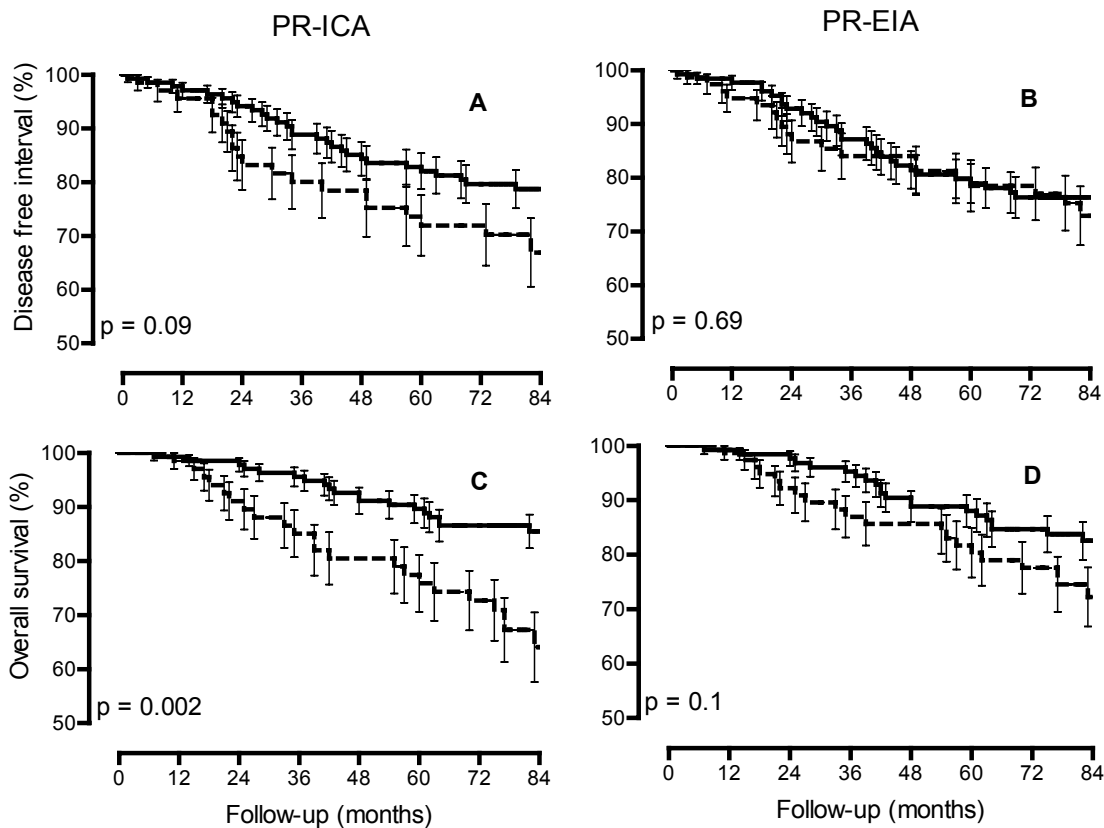 PR-ICA
PR-EIA
Disease free interval (%)
100
90
80
70
60
50
A
p = 0.09
0 12 24 36 48 60 72 84
100
90
80
70
60
50
B
p = 0.69
0 12 24 36 48 60 72 84
Overall survival (%)
100
90
80
70
60
50
C
p = 0.002
0 12 24 36 48 60 72 84
Follow-up (months)
100
90
80
70
60
50
D
p = 0.1
0 12 24 36 48 60 72 84
Follow-up (months)